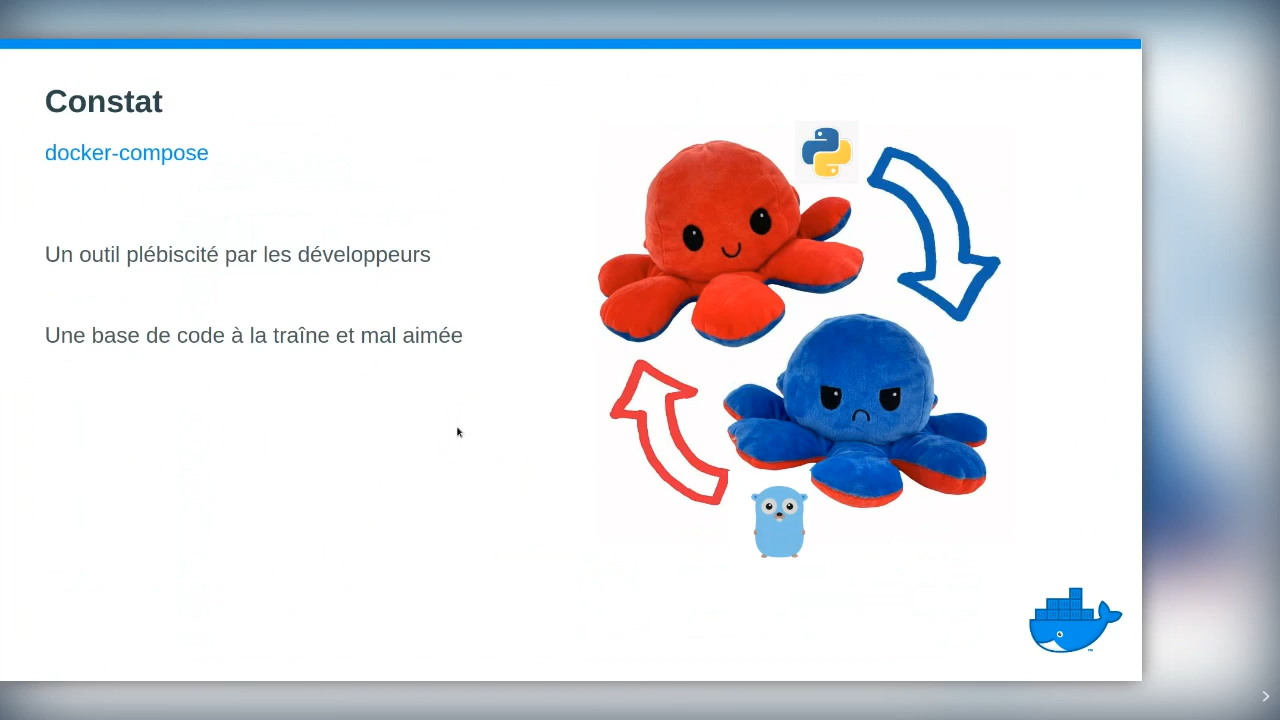 Constat
docker-compose
Un outil plébiscité par les développeurs
Une base de code à la traîne et mal aimée